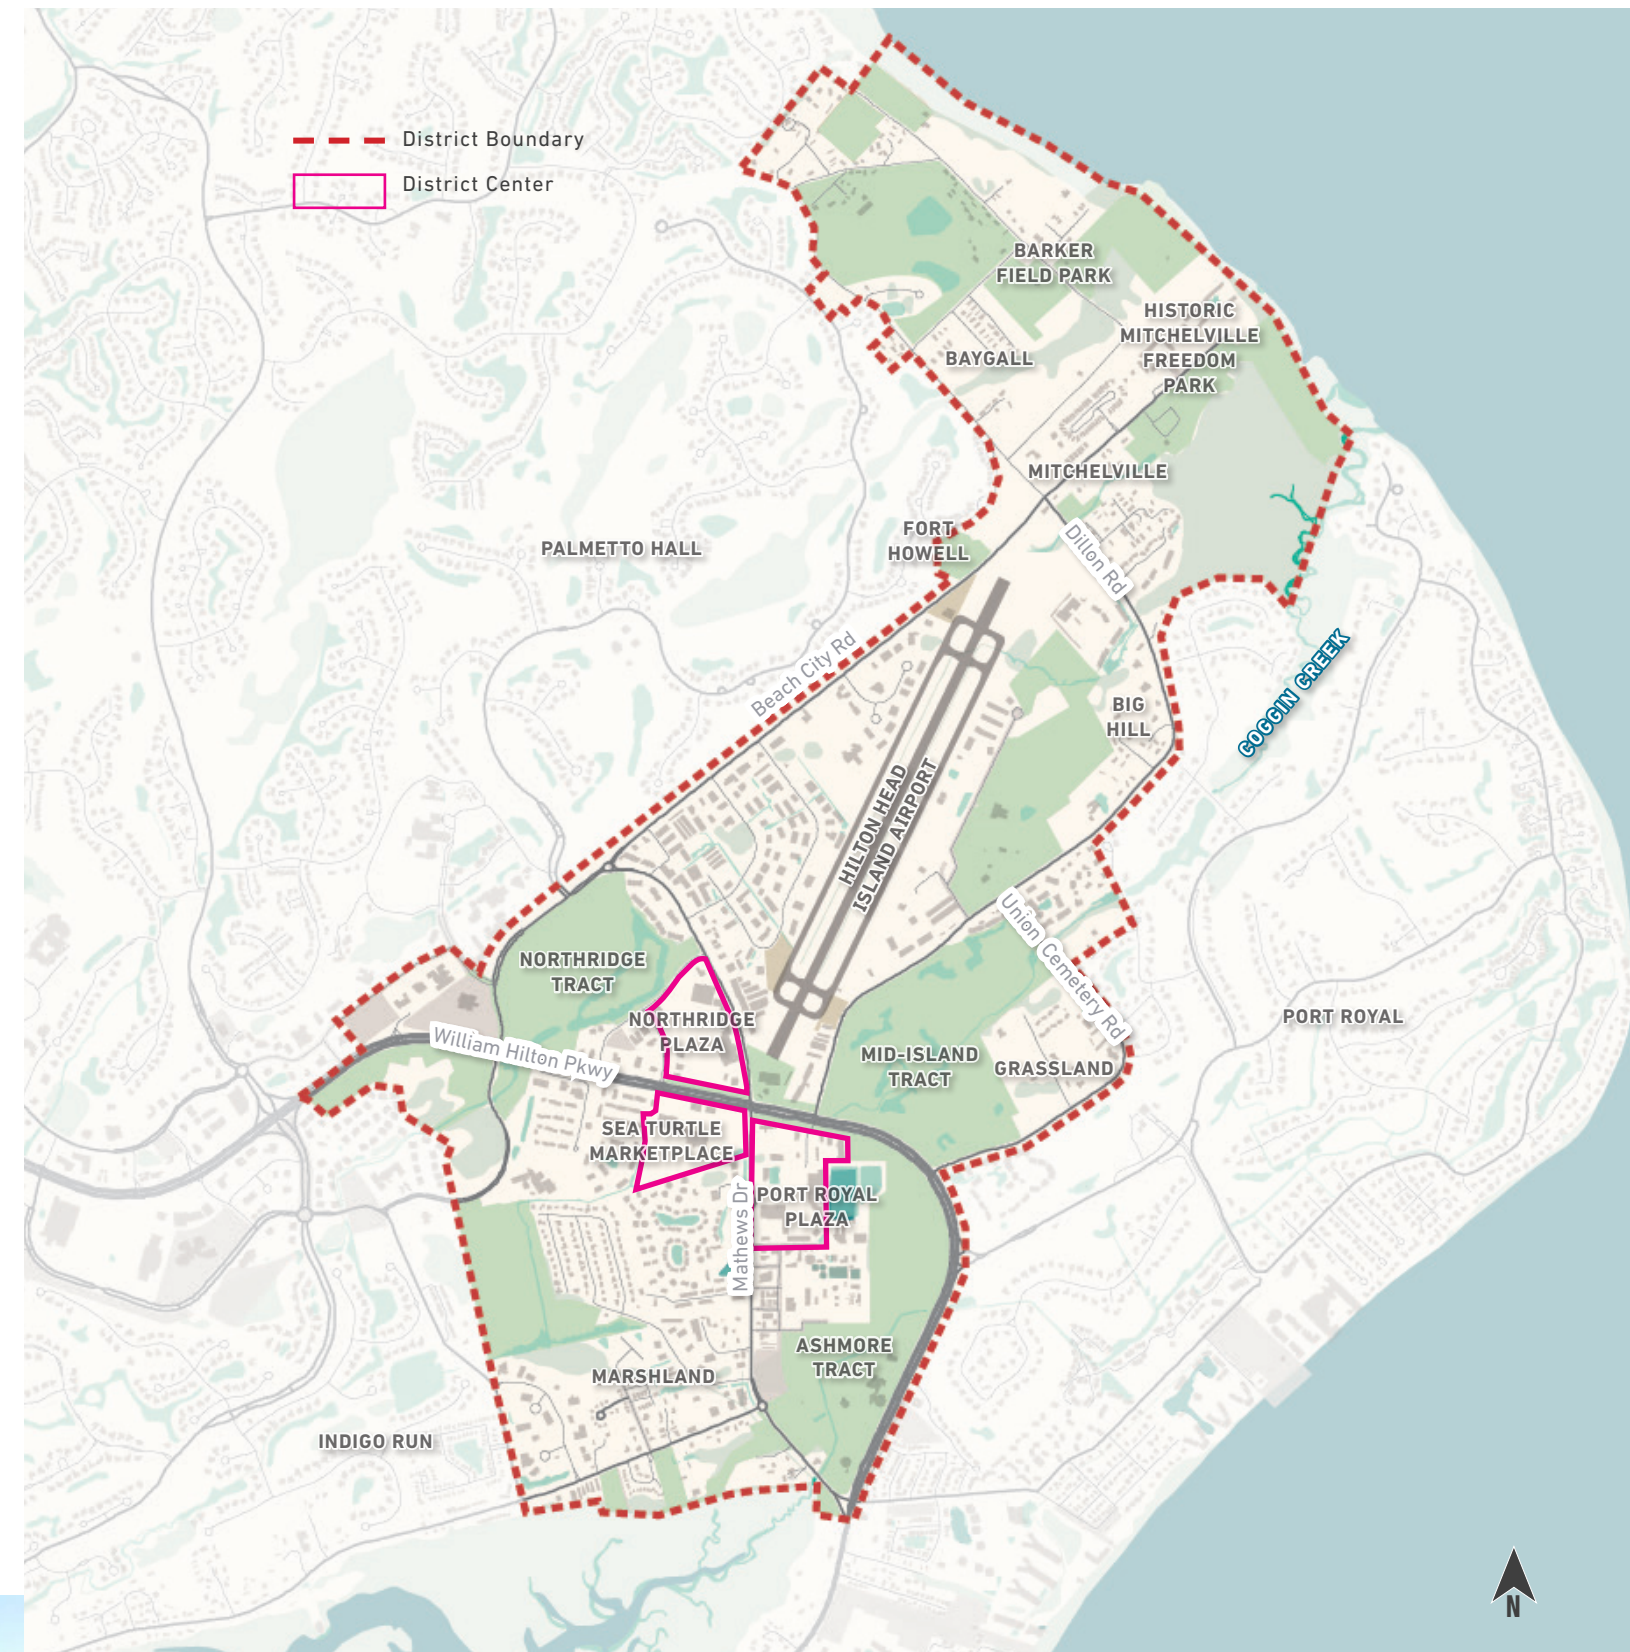 District Boundary
District Center
BARKER
FIELD PARK
HISTORIC
MITCHELVILLE
FREEDOM
PARK
BAYGALL
MITCHELVILLE
FORT
HOWELL
PALMETTO HALL
Dillon Rd
Beach City Rd
COGGIN CREEK
BIG
HILL
HILTON HEAD
ISLAND AIRPORT
Union Cemetery Rd
NORTHRIDGE
TRACT
NORTHRIDGE
PLAZA
PORT ROYAL
William Hilton Pkwy
MID-ISLAND
TRACT
GRASSLAND
SEA TURTLE
MARKETPLACE
Mathews Dr
PORT ROYAL
PLAZA
ASHMORE
TRACT
MARSHLAND
INDIGO RUN
N